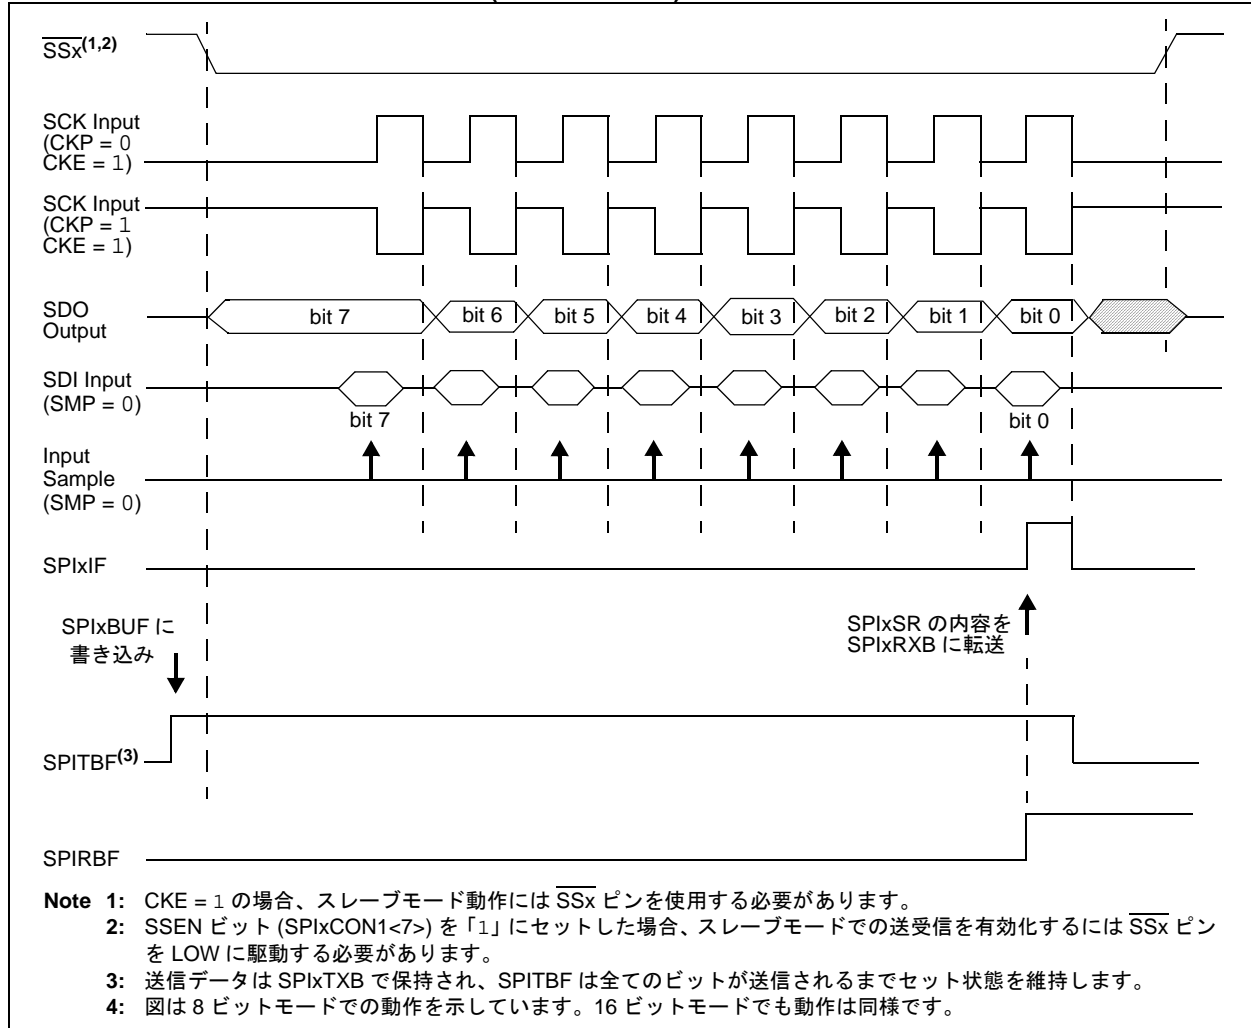 SSx(1,2)
SCK Input
(CKP = 0
CKE = 1)
SCK Input
(CKP = 1
CKE = 1)
SDO
Output
bit 7 bit 6 bit 5 bit 4 bit 3 bit 2 bit 1 bit 0
SDI Input
(SMP = 0)
bit 7 bit 0
Input
Sample
(SMP = 0)
SPIxIF
SPIxBUF に
書き込み
SPIxSR の内容を
SPIxRXB に転送
SPITBF(3)
SPIRBF
Note 1: CKE = 1 の場合、スレーブモード動作には SSx ピンを使用する必要があります。
2: SSEN ビット (SPIxCON1<7>) を「1」にセットした場合、スレーブモードでの送受信を有効化するには SSx ピン
を LOW に駆動する必要があります。
3: 送信データは SPIxTXB で保持され、SPITBF は全てのビットが送信されるまでセット状態を維持します。
4: 図は 8 ビットモードでの動作を示しています。16 ビットモードでも動作は同様です。